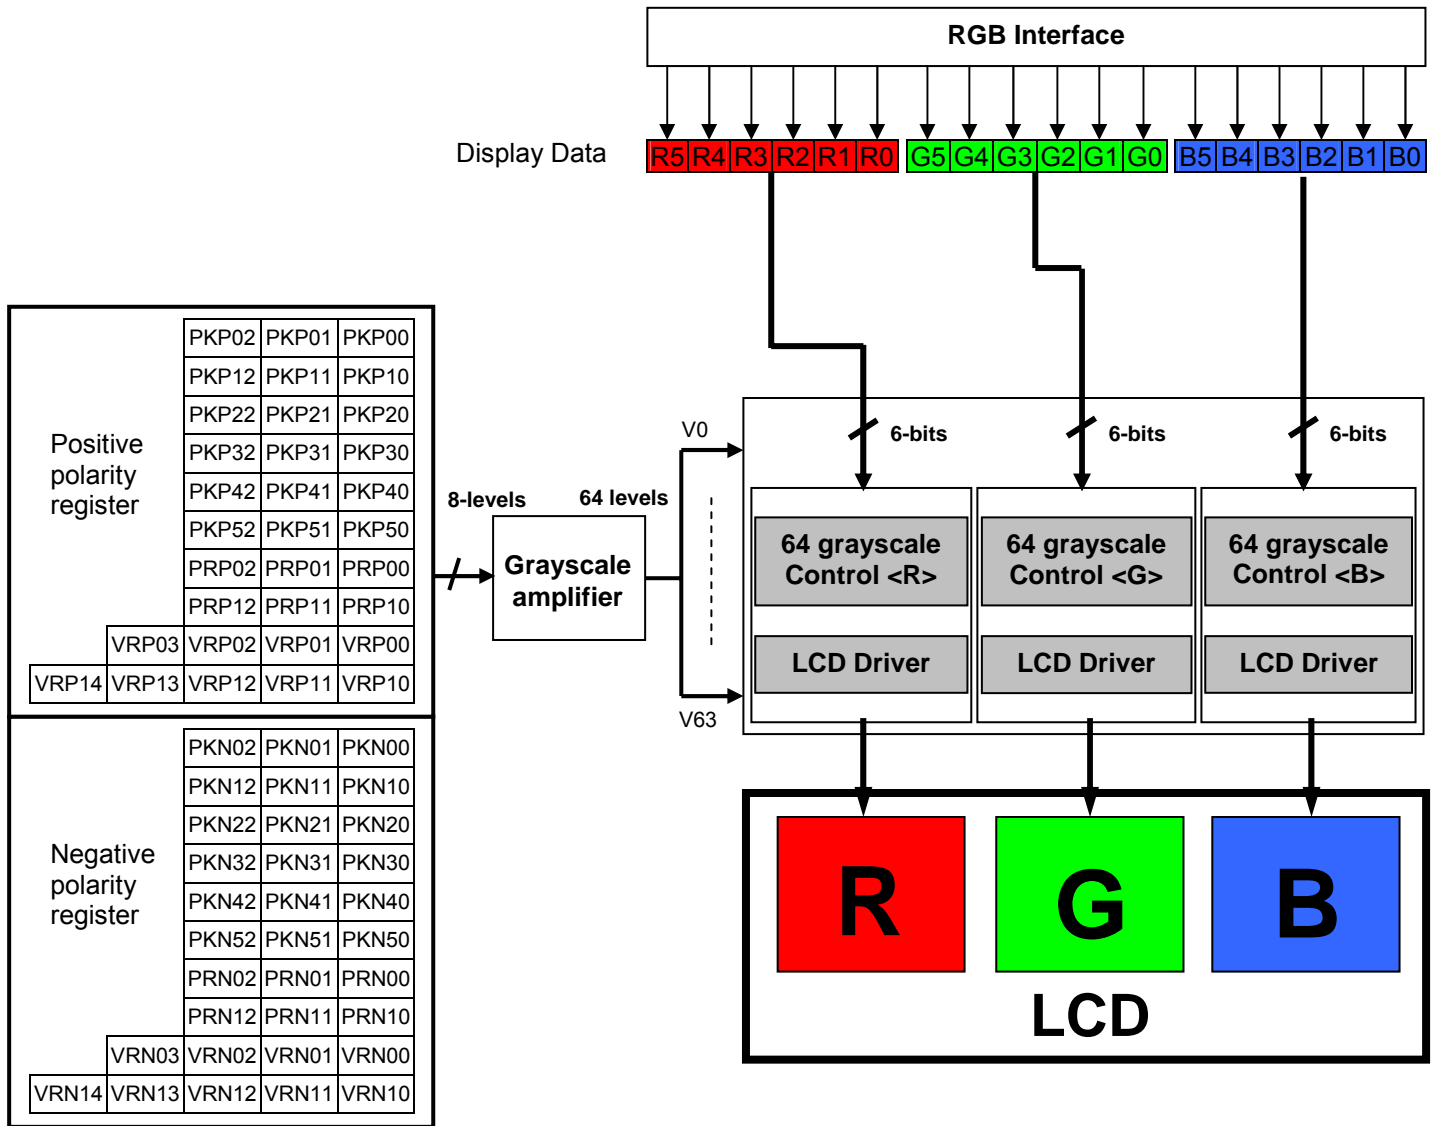 RGB Interface
Display Data
R5 R4 R3 R2 R1 R0 G5 G4 G3 G2 G1 G0 B5 B4 B3 B2 B1 B0
Positive
polarity
register
PKP02 PKP01 PKP00
PKP12 PKP11 PKP10
PKP22 PKP21 PKP20
PKP32 PKP31 PKP30
PKP42 PKP41 PKP40
PKP52 PKP51 PKP50
PRP02 PRP01 PRP00
PRP12 PRP11 PRP10
VRP03 VRP02 VRP01 VRP00
VRP14 VRP13 VRP12 VRP11 VRP10
Negative
polarity
register
PKN02 PKN01 PKN00
PKN12 PKN11 PKN10
PKN22 PKN21 PKN20
PKN32 PKN31 PKN30
PKN42 PKN41 PKN40
PKN52 PKN51 PKN50
PRN02 PRN01 PRN00
PRN12 PRN11 PRN10
VRN03 VRN02 VRN01 VRN00
VRN14 VRN13 VRN12 VRN11 VRN10
8-levels
Grayscale
amplifier
64 levels
V0
V63
6-bits
6-bits
6-bits
64 grayscale
Control <R>
LCD Driver
64 grayscale
Control <G>
LCD Driver
64 grayscale
Control <B>
LCD Driver
R
G
B
LCD